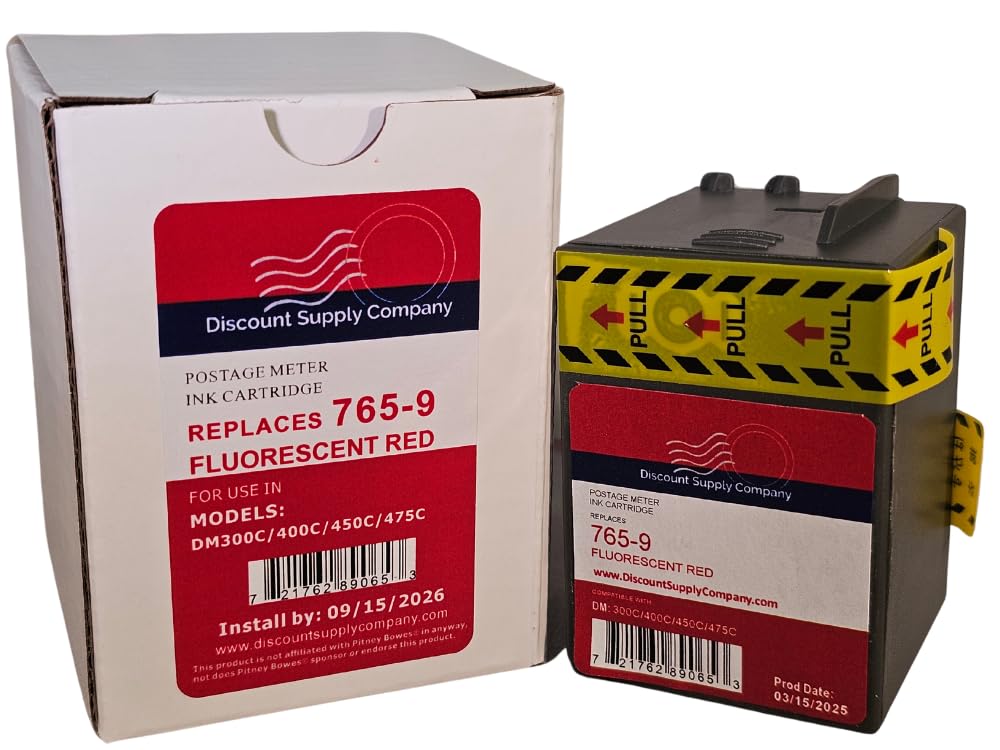 Discount Supply Company
POSTAGE METER
INK CARTRIDGE
REPLACES 765-9
FLUORESCENT RED
FOR USE IN
MODELS:
DM300C/400C/450C/475C
7 21762 89065 3
Install by: 09/15/2026
www.discountsupplycompany.com
This product is not affiliated with Pitney Bowes© in anyway,
not does Pitney Bowes© sponsor or endorse this product.
PULL PULL PULL PULL
Discount Supply Company
POSTAGE METER
INK CARTRIDGE
REPLACES
765-9
FLUORESCENT RED
www.DiscountSupplyCompany.com
COMPATIBLE WITH
DM: 300C/400C/450C/475C
7 21762 89065 3
Prod Date:
03/15/2025